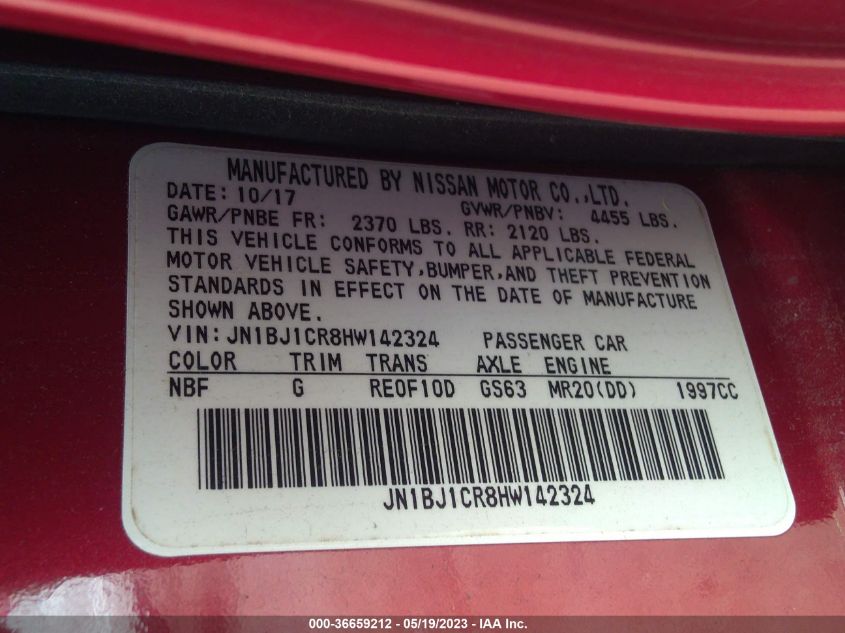 MANUFACTURED BY NISSAN MOTOR CO.,LTD.
DATE: 10/17 GVWR/PNBV: 4455 LBS.
GAWR/PNBE FR: 2370 LBS. RR: 2120 LBS.
THIS VEHICLE CONFORMS TO ALL APPLICABLE FEDERAL
MOTOR VEHICLE SAFETY,BUMPER,AND THEFT PREVENTION
STANDARDS IN EFFECT ON THE DATE OF MANUFACTURE
SHOWN ABOVE.
VIN: JN1BJ1CR8HW142324 PASSENGER CAR
COLOR TRIM TRANS AXLE ENGINE
NBF G RE0F10D GS63 MR20(DD) 1997CC
JN1BJ1CR8HW142324
000-36659212 - 05/19/2023 - IAA Inc.